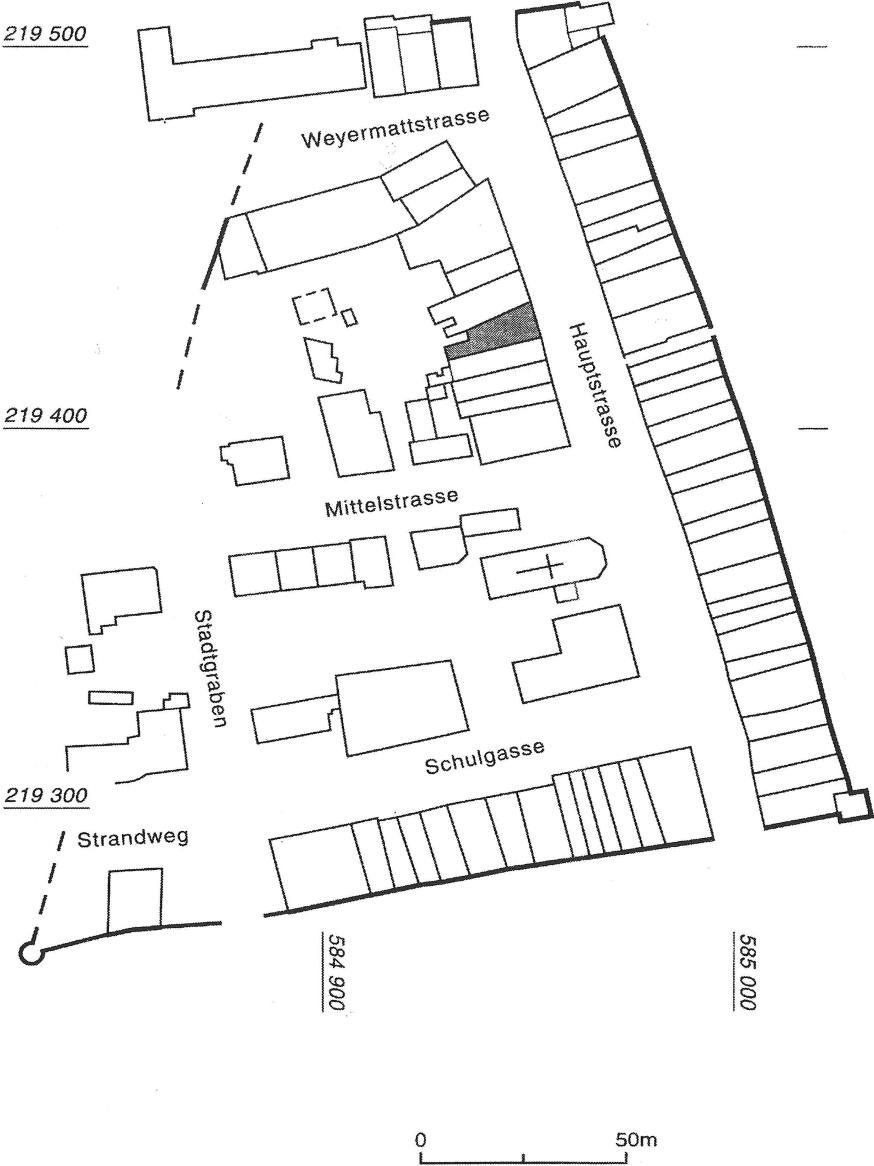 219 500
Weyermattstrasse
Hauptstrasse
219 400
Mittelstrasse
Stadtgraben
Schulgasse
219 300
Strandweg
584 900
585 000
0 50m